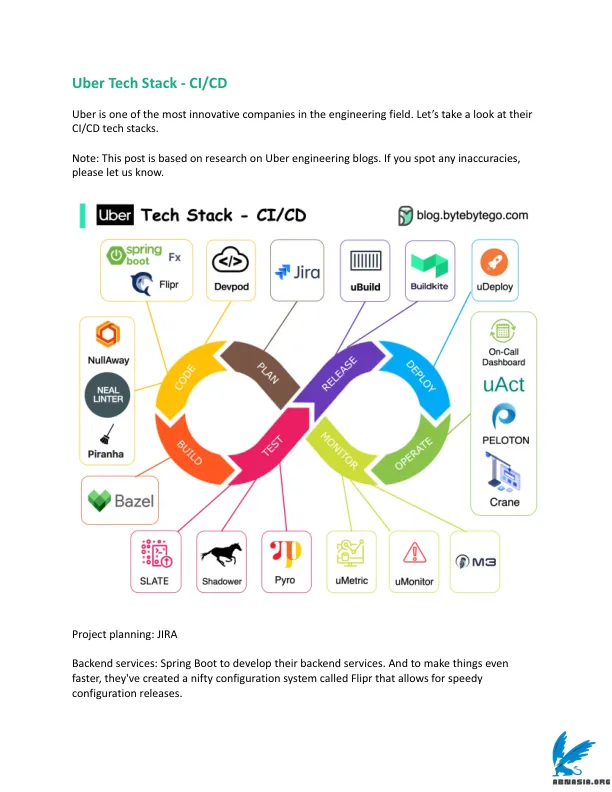 Uber Tech Stack - CI/CD
Uber is one of the most innovative companies in the engineering field. Let's take a look at their
CI/CD tech stacks.
Note: This post is based on research on Uber engineering blogs. If you spot any inaccuracies,
please let us know.
Uber Tech Stack - CI/CD
blog.bytebytego.com
spring
boot
Fx
Flipr
Devpod
Jira
uBuild
Buildkite
uDeploy
NullAway
NEAL
LINTER
Piranha
CODE
PLAN
RELEASE
DEPLOY
On-Call
Dashboard
uAct
PELOTON
Crane
BUILD
TEST
MONITOR
OPERATE
Bazel
SLATE
Shadower
Pyro
uMetric
uMonitor
M3
Project planning: JIRA
Backend services: Spring Boot to develop their backend services. And to make things even
faster, they've created a nifty configuration system called Flipr that allows for speedy
configuration releases.
ABNASIA.ORG